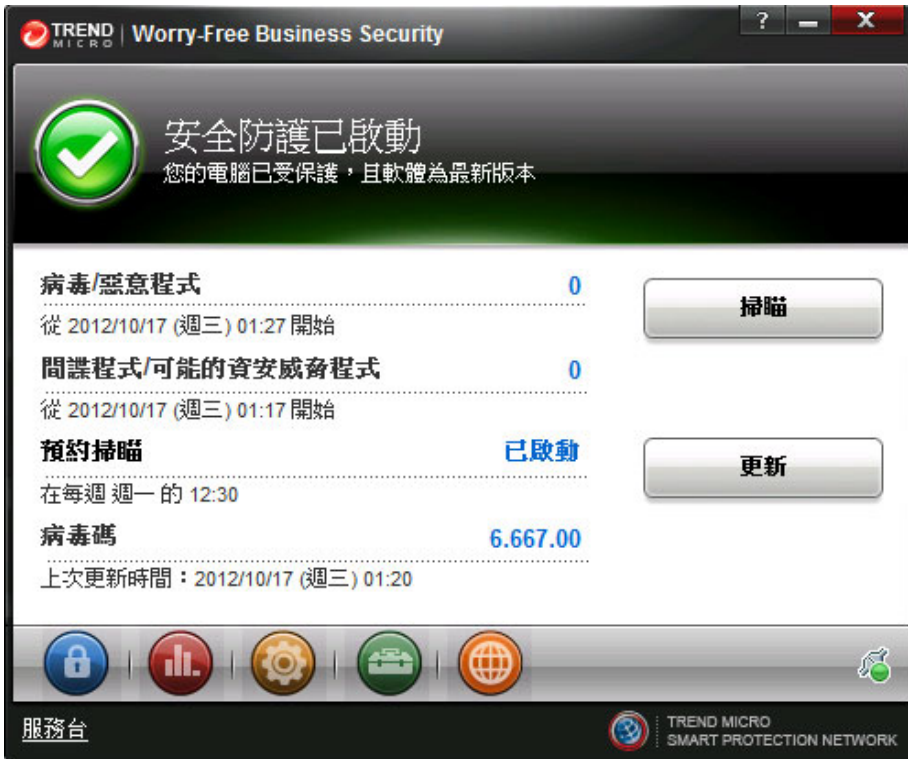 TREND MICRO | Worry-Free Business Security
?
安全防護已啟動
您的電腦已受保護，且軟體為最新版本
病毒/惡意程式 0
從 2012/10/17 (週三) 01:27 開始
掃瞄
間諜程式/可能的資安威脅程式 0
從 2012/10/17 (週三) 01:17 開始
預約掃瞄 已啟動
在每週 週一 的 12:30
更新
病毒碼 6.667.00
上次更新時間：2012/10/17 (週三) 01:20
服務台
TREND MICRO
SMART PROTECTION NETWORK